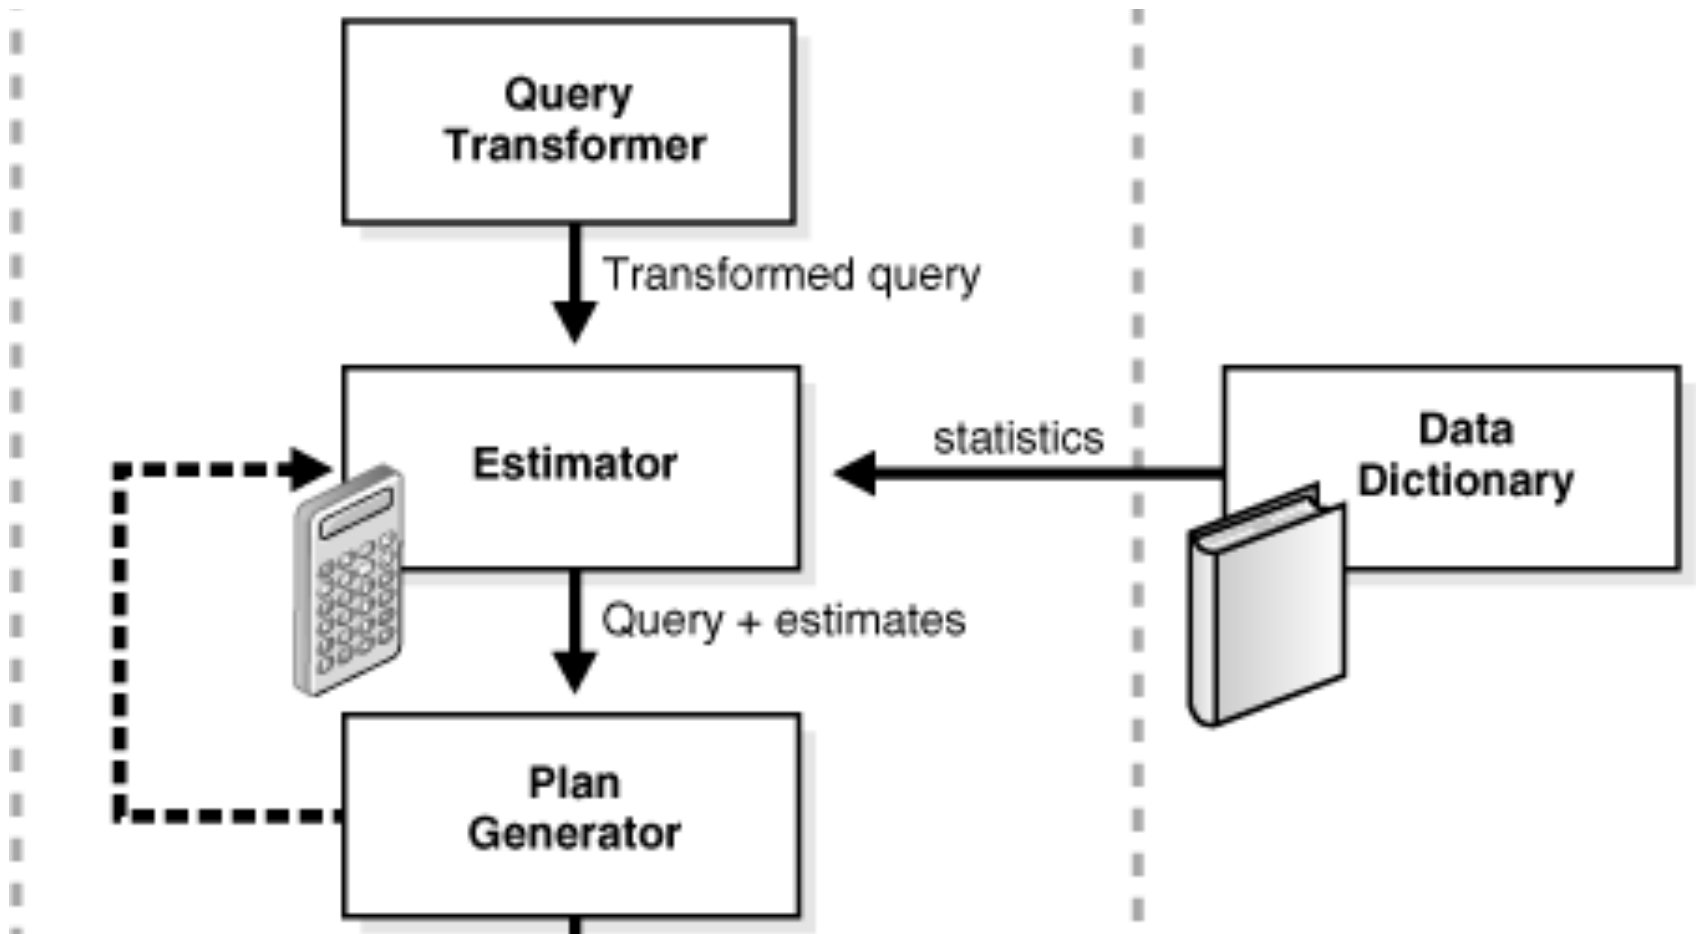 Query
Transformer
Transformed query
Estimator
statistics
Data
Dictionary
Query + estimates
Plan
Generator